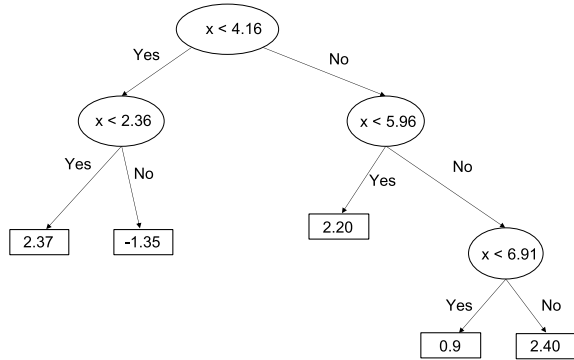 x < 4.16
Yes
No
x < 2.36
x < 5.96
Yes
No
Yes
No
2.37
-1.35
2.20
x < 6.91
Yes
No
0.9
2.40